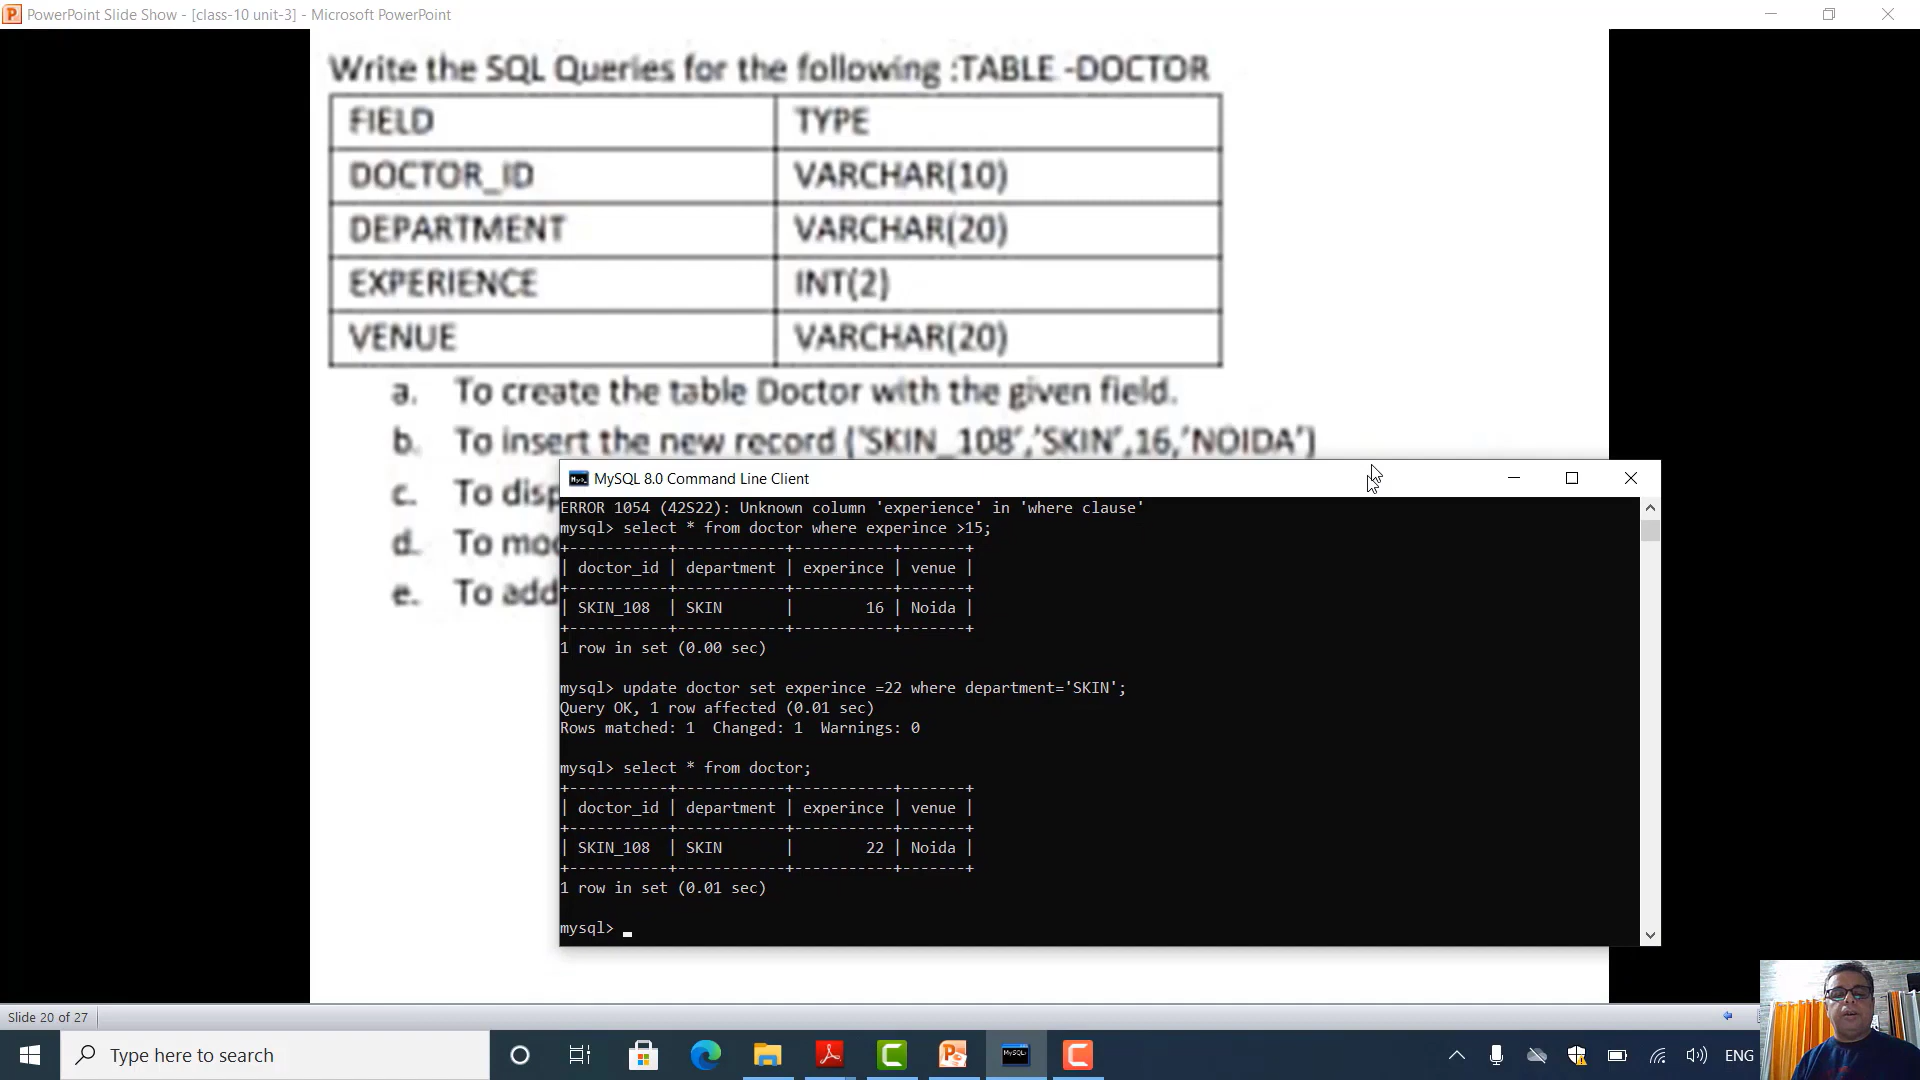 PowerPoint Slide Show - [class-10 unit-3] - Microsoft PowerPoint
Write the SQL Queries for the following :TABLE -DOCTOR
FIELD TYPE
DOCTOR_ID VARCHAR(10)
DEPARTMENT VARCHAR(20)
EXPERIENCE INT(2)
VENUE VARCHAR(20)
a. To create the table Doctor with the given field.
b. To insert the new record ('SKIN_108','SKIN',16,'NOIDA')
c. To disp
d. To mod
e. To add
MySQL 8.0 Command Line Client
ERROR 1054 (42S22): Unknown column 'experience' in 'where clause'
mysql> select * from doctor where experince >15;
+-----------+------------+-----------+-------+
| doctor_id | department | experince | venue |
+-----------+------------+-----------+-------+
| SKIN_108  | SKIN       |        16 | Noida |
+-----------+------------+-----------+-------+
1 row in set (0.00 sec)
mysql> update doctor set experince =22 where department='SKIN';
Query OK, 1 row affected (0.01 sec)
Rows matched: 1  Changed: 1  Warnings: 0
mysql> select * from doctor;
+-----------+------------+-----------+-------+
| doctor_id | department | experince | venue |
+-----------+------------+-----------+-------+
| SKIN_108  | SKIN       |        22 | Noida |
+-----------+------------+-----------+-------+
1 row in set (0.01 sec)
mysql> _
Slide 20 of 27
Type here to search
ENG